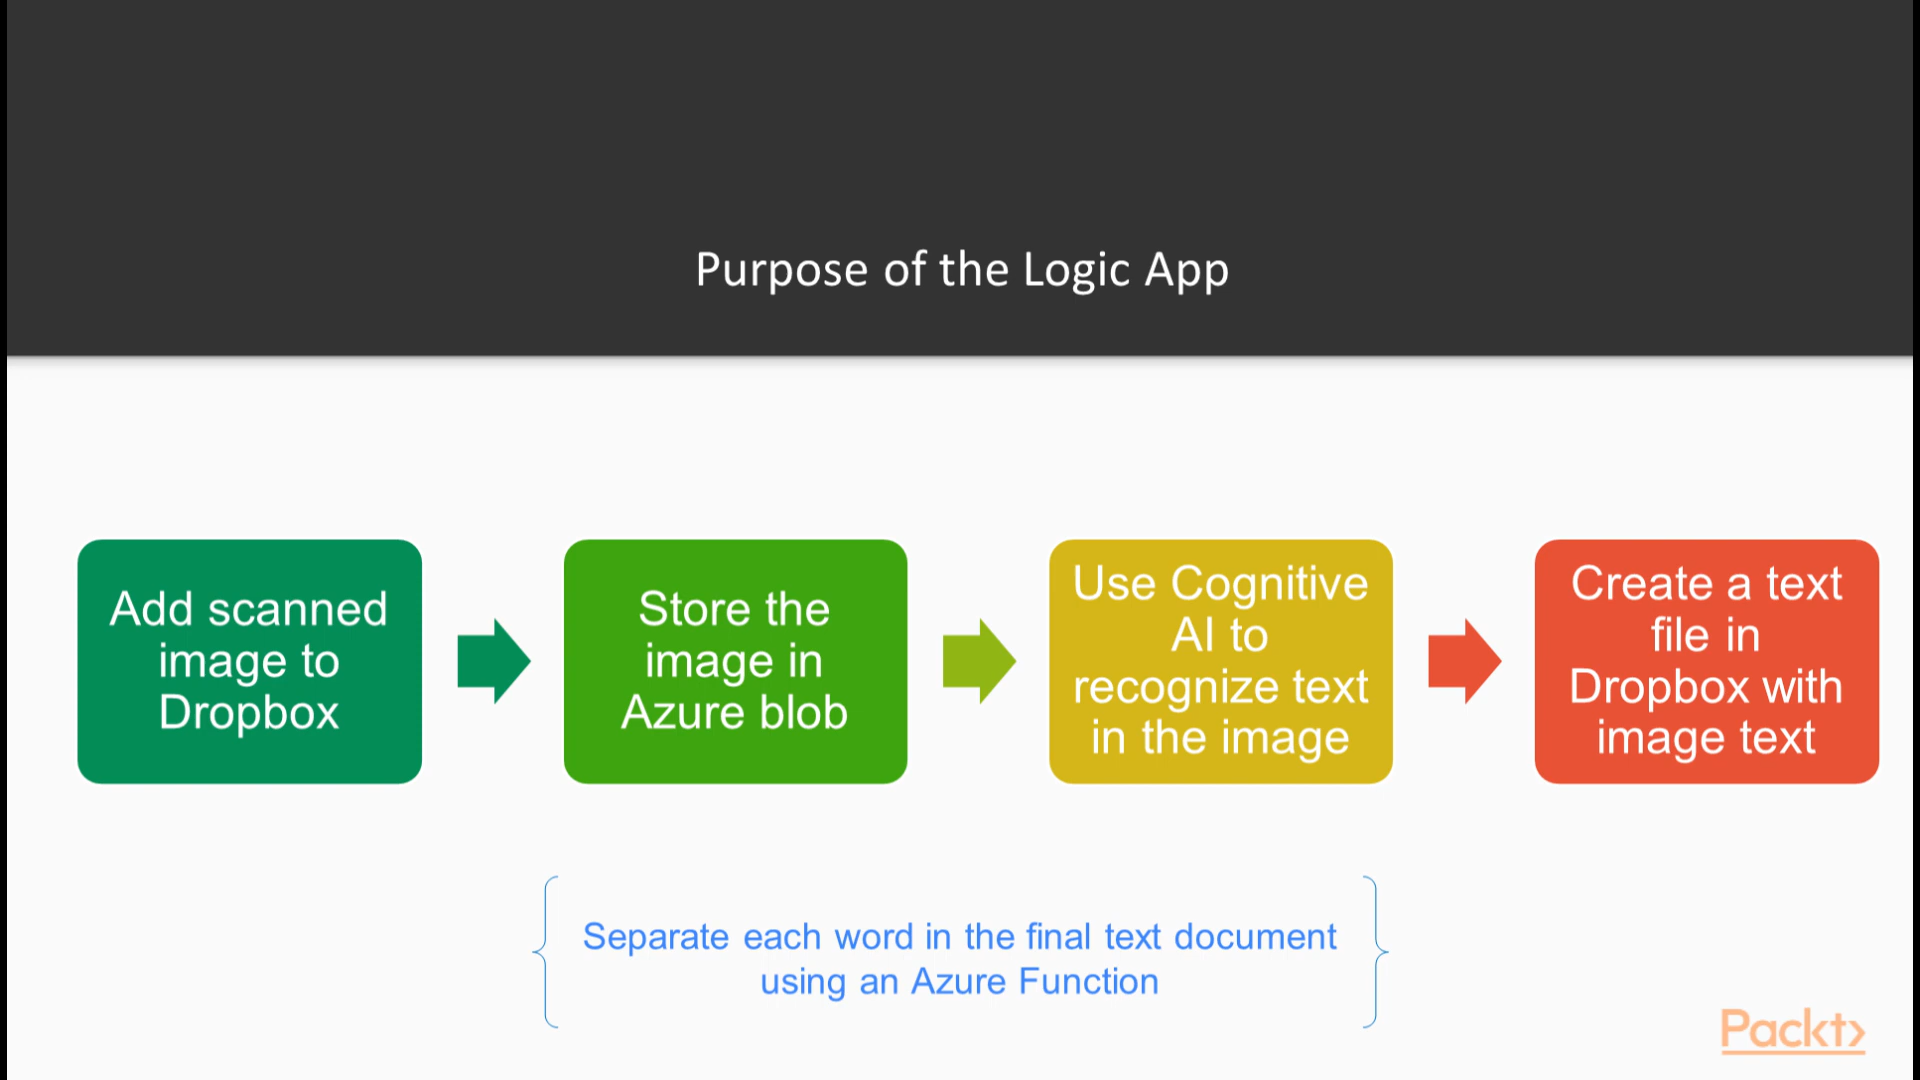 Purpose of the Logic App
Add scanned
image to
Dropbox
Store the
image in
Azure blob
Use Cognitive
AI to
recognize text
in the image
Create a text
file in
Dropbox with
image text
Separate each word in the final text document
using an Azure Function
Packt>